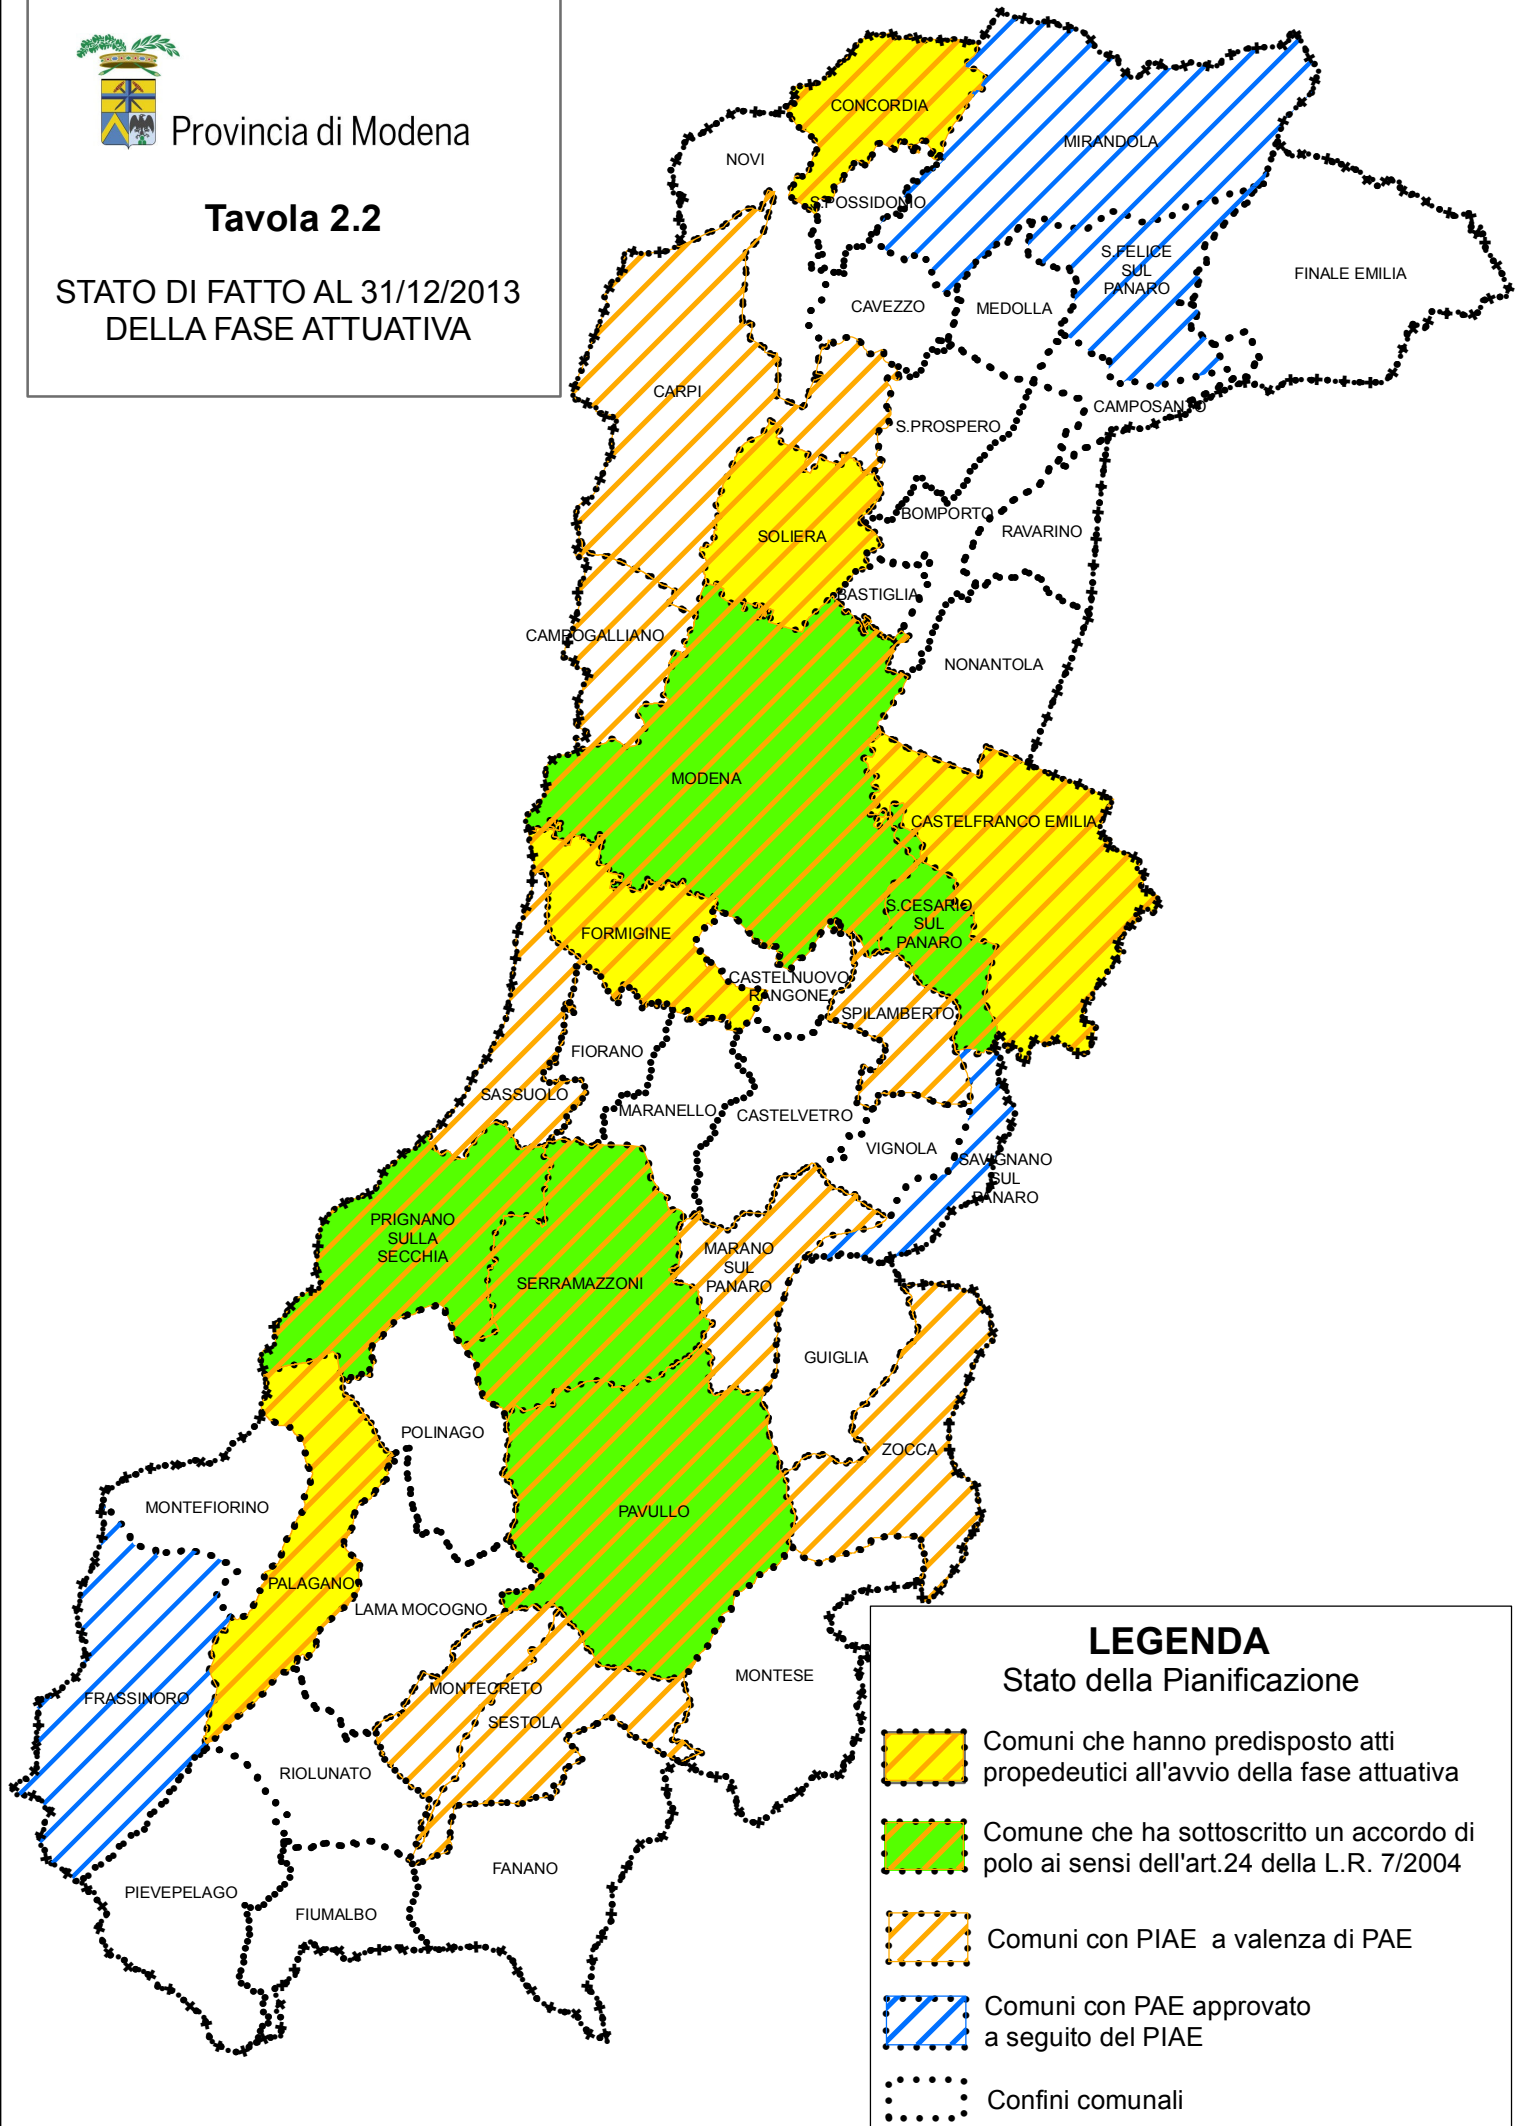 Provincia di Modena
Tavola 2.2
STATO DI FATTO AL 31/12/2013
DELLA FASE ATTUATIVA
CONCORDIA
MIRANDOLA
NOVI
S.POSSIDONIO
S.FELICE
SUL
PANARO
FINALE EMILIA
CAVEZZO
MEDOLLA
CARPI
CAMPOSANTO
S.PROSPERO
BOMPORTO
RAVARINO
SOLIERA
BASTIGLIA
CAMPOGALLIANO
NONANTOLA
MODENA
CASTELFRANCO EMILIA
S.CESARIO
SUL
PANARO
FORMIGINE
CASTELNUOVO
RANGONE
SPILAMBERTO
FIORANO
SASSUOLO
MARANELLO
CASTELVETRO
VIGNOLA
SAVIGNANO
SUL
PANARO
PRIGNANO
SULLA
SECCHIA
SERRAMAZZONI
MARANO
SUL
PANARO
GUIGLIA
POLINAGO
ZOCCA
MONTEFIORINO
PAVULLO
PALAGANO
LAMA MOCOGNO
MONTESE
FRASSINORO
MONTECRETO
SESTOLA
RIOLUNATO
FANANO
PIEVEPELAGO
FIUMALBO
LEGENDA
Stato della Pianificazione
Comuni che hanno predisposto atti
propedeutici all'avvio della fase attuativa
Comune che ha sottoscritto un accordo di
polo ai sensi dell'art.24 della L.R. 7/2004
Comuni con PIAE a valenza di PAE
Comuni con PAE approvato
a seguito del PIAE
Confini comunali